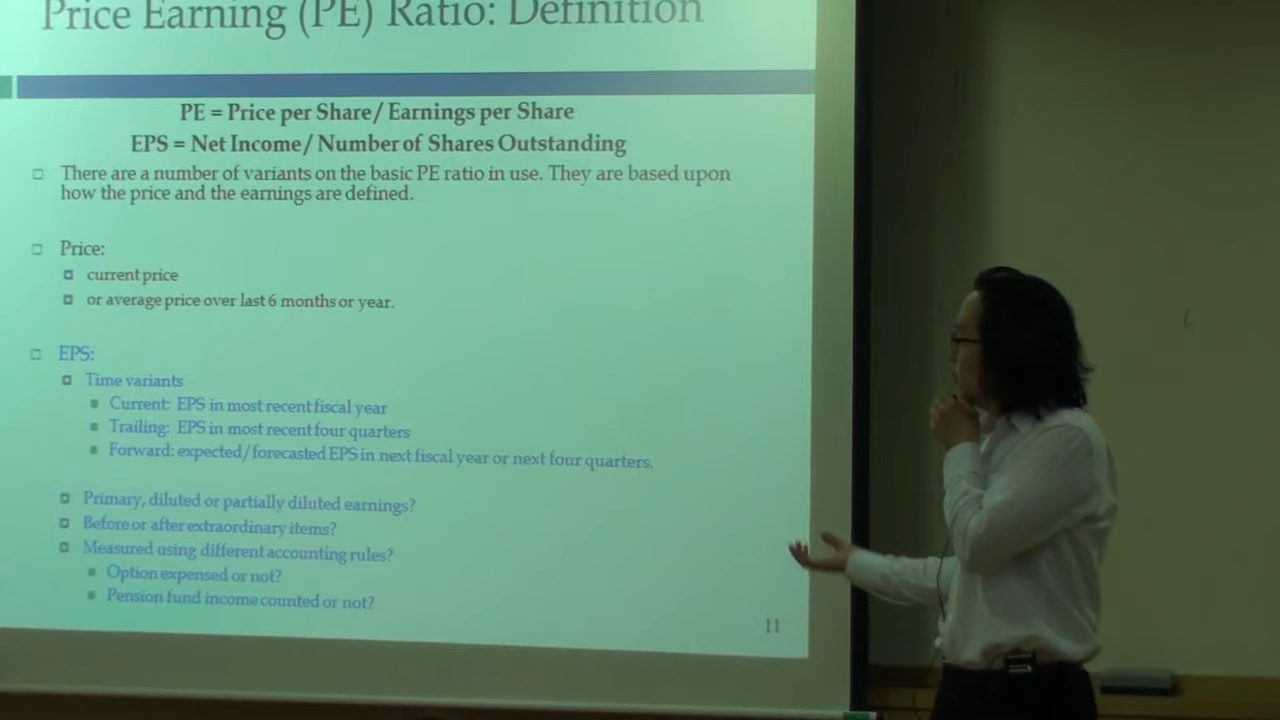 Price Earning (PE) Ratio: Definition
PE = Price per Share / Earnings per Share
EPS = Net Income / Number of Shares Outstanding
There are a number of variants on the basic PE ratio in use. They are based upon
how the price and the earnings are defined.
Price:
current price
or average price over last 6 months or year.
EPS:
Time variants
Current: EPS in most recent fiscal year
Trailing: EPS in most recent four quarters
Forward: expected/forecasted EPS in next fiscal year or next four quarters.
Primary, diluted or partially diluted earnings?
Before or after extraordinary items?
Measured using different accounting rules?
Option expensed or not?
Pension fund income counted or not?
11